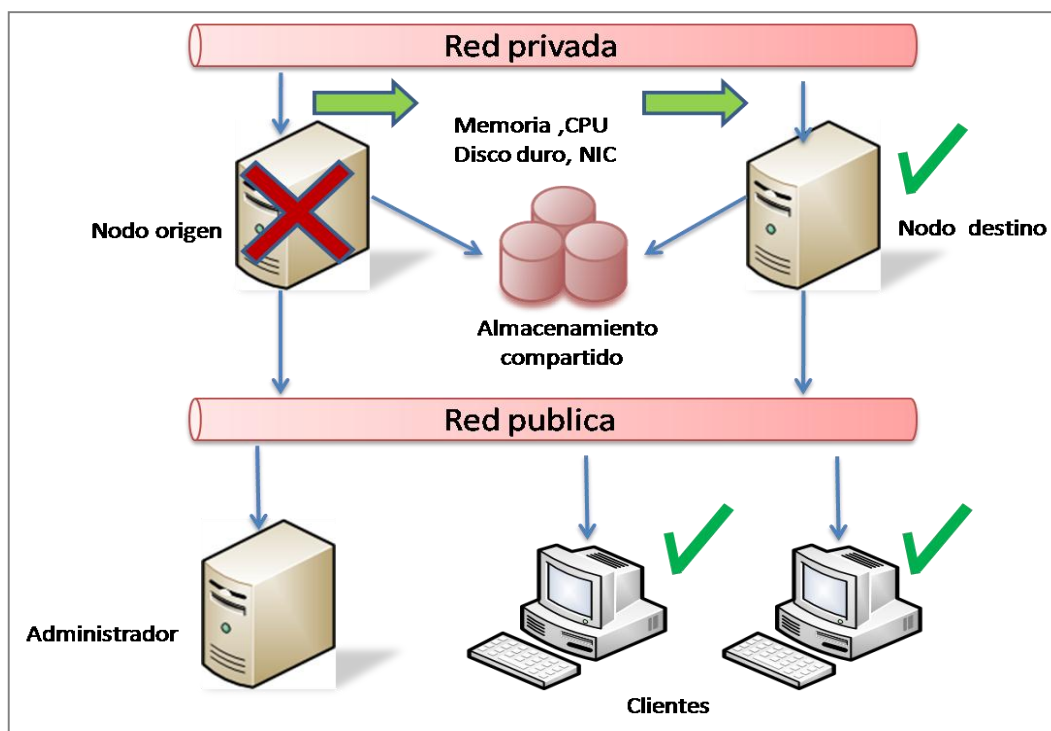 Red privada
Memoria ,CPU
Disco duro, NIC
Nodo origen
Nodo destino
Almacenamiento
compartido
Red publica
Administrador
Clientes